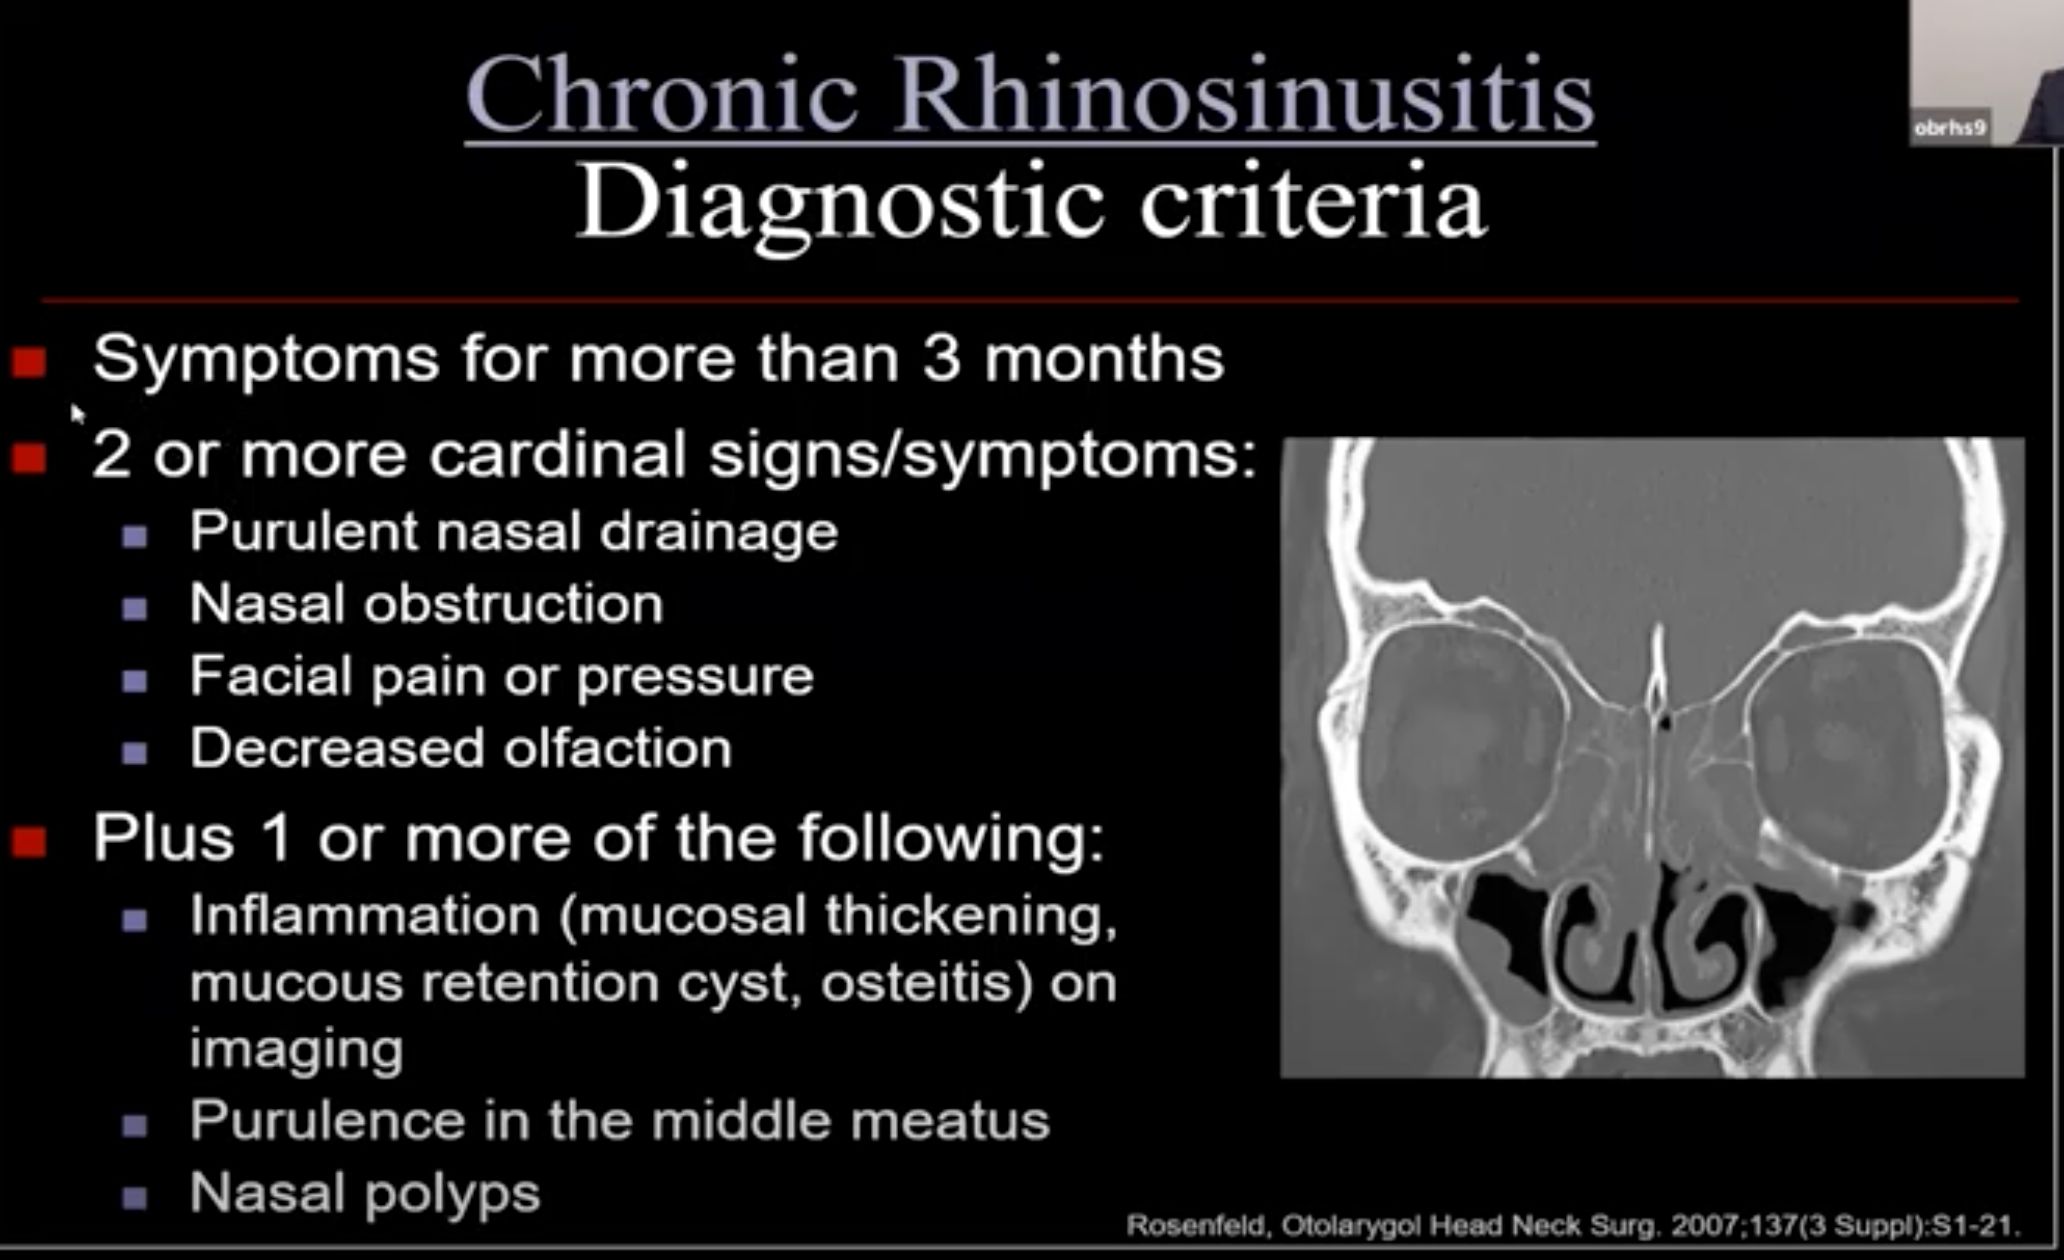 Chronic Rhinosinusitis
obrhs9
Diagnostic criteria
Symptoms for more than 3 months
2 or more cardinal signs/symptoms:
Purulent nasal drainage
Nasal obstruction
Facial pain or pressure
Decreased olfaction
Plus 1 or more of the following:
Inflammation (mucosal thickening,
mucous retention cyst, osteitis) on
imaging
Purulence in the middle meatus
Nasal polyps
Rosenfeld, Otolarygol Head Neck Surg. 2007;137(3 Suppl):S1-21.